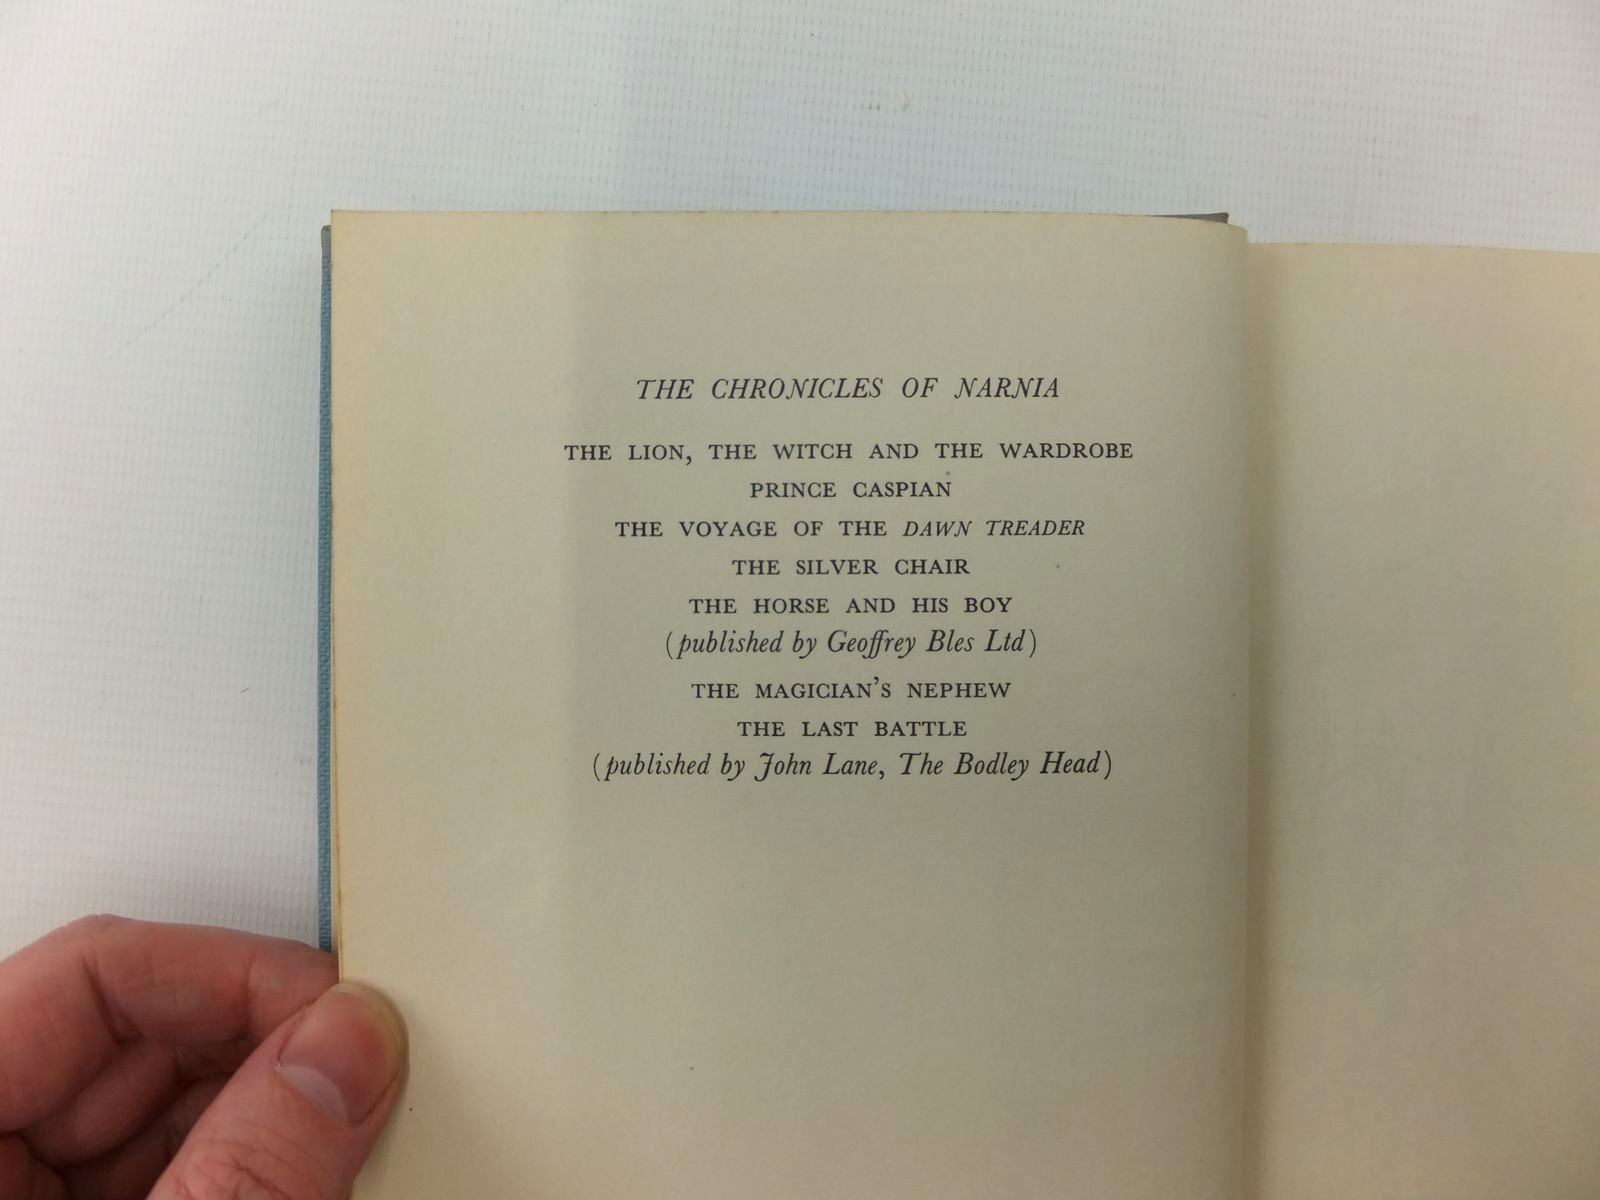 THE CHRONICLES OF NARNIA
THE LION, THE WITCH AND THE WARDROBE
PRINCE CASPIAN
THE VOYAGE OF THE DAWN TREADER
THE SILVER CHAIR
THE HORSE AND HIS BOY
(published by Geoffrey Bles Ltd)
THE MAGICIAN'S NEPHEW
THE LAST BATTLE
(published by John Lane, The Bodley Head)